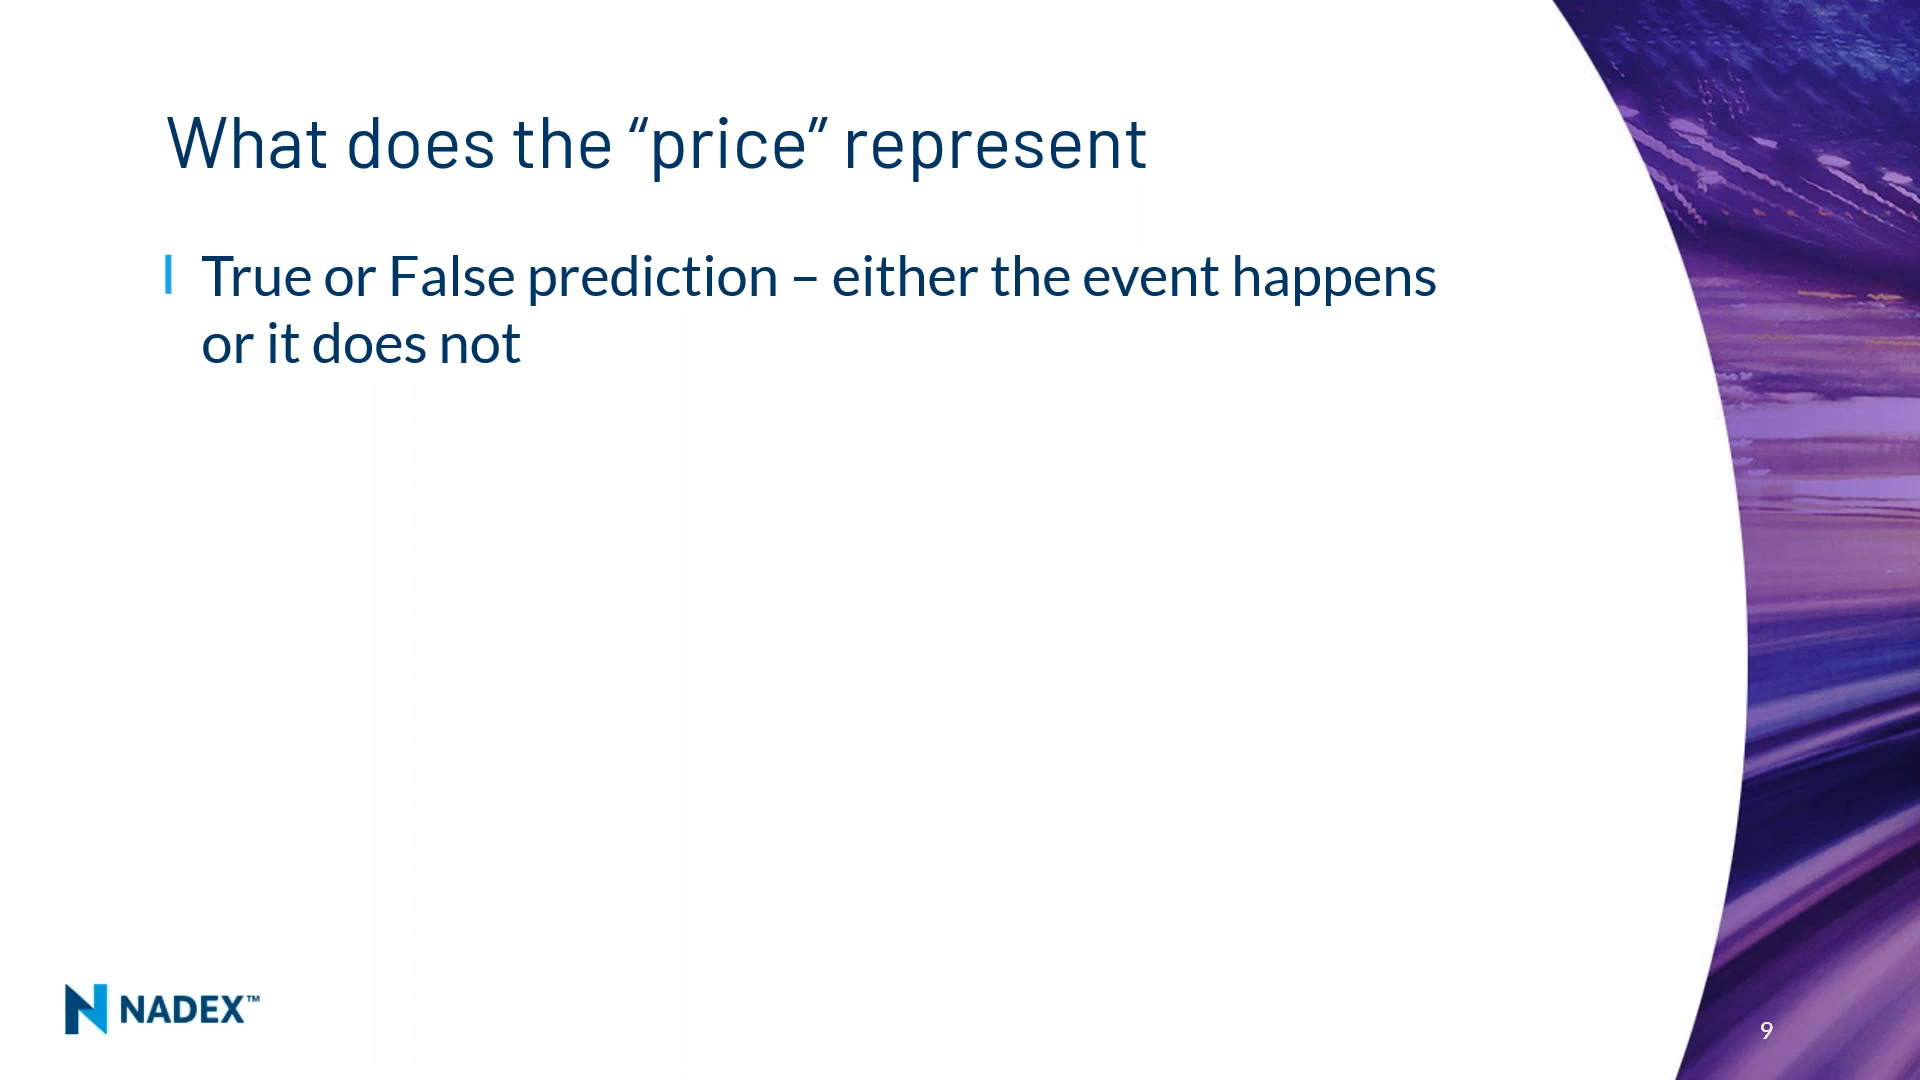 What does the “price” represent
True or False prediction – either the event happens
or it does not
NADEX™
9